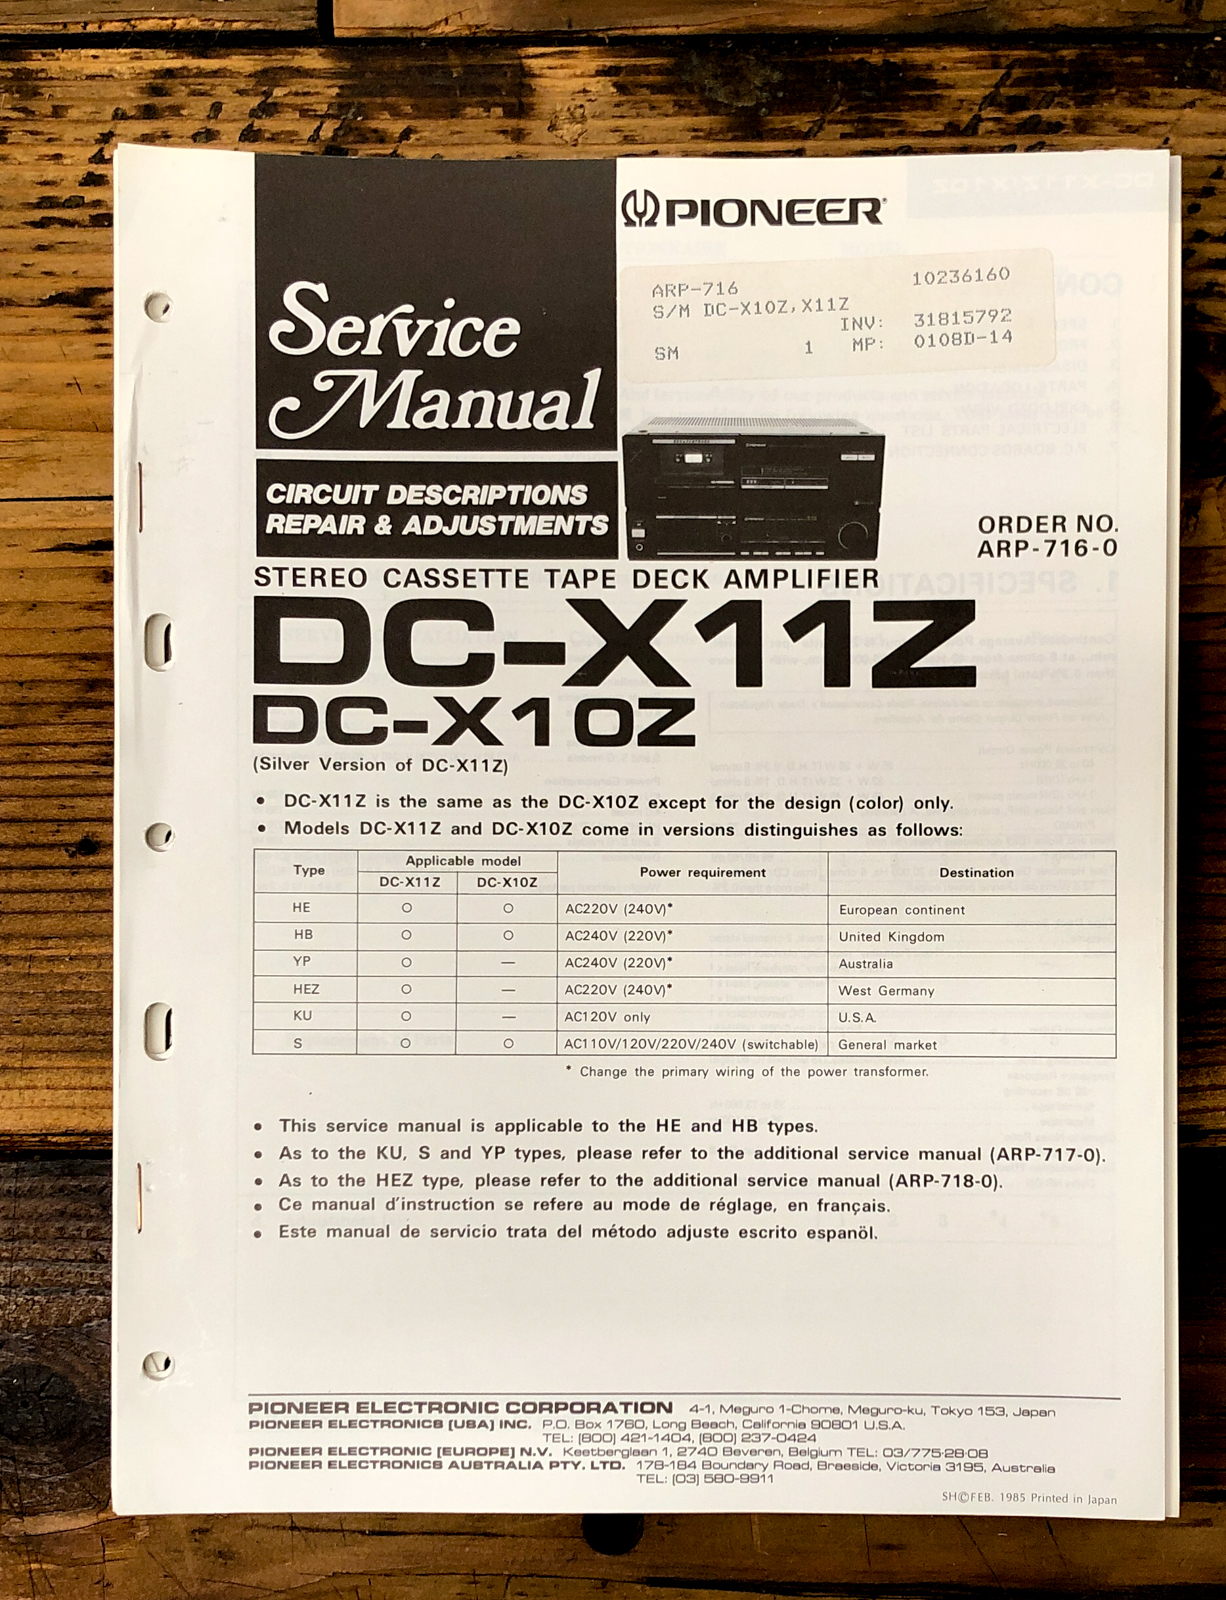 PIONEER
ARP-716 10236160
S/M DC-X10Z,X11Z
INV: 31815792
SM 1 MP: 0108D-14
Service
Manual
CIRCUIT DESCRIPTIONS
REPAIR & ADJUSTMENTS
ORDER NO.
ARP-716-0
STEREO CASSETTE TAPE DECK AMPLIFIER
DC-X11Z
DC-X10Z
(Silver Version of DC-X11Z)
• DC-X11Z is the same as the DC-X10Z except for the design (color) only.
• Models DC-X11Z and DC-X10Z come in versions distinguishes as follows:
Type Applicable model Power requirement Destination
DC-X11Z DC-X10Z
HE ○ ○ AC220V (240V)* European continent
HB ○ ○ AC240V (220V)* United Kingdom
YP ○ — AC240V (220V)* Australia
HEZ ○ — AC220V (240V)* West Germany
KU ○ — AC120V only U.S.A.
S ○ ○ AC110V/120V/220V/240V (switchable) General market
* Change the primary wiring of the power transformer.
• This service manual is applicable to the HE and HB types.
• As to the KU, S and YP types, please refer to the additional service manual (ARP-717-0).
• As to the HEZ type, please refer to the additional service manual (ARP-718-0).
• Ce manual d'instruction se refere au mode de réglage, en français.
• Este manual de servicio trata del método adjuste escrito espanöl.
PIONEER ELECTRONIC CORPORATION 4-1, Meguro 1-Chome, Meguro-ku, Tokyo 153, Japan
PIONEER ELECTRONICS [USA] INC. P.O. Box 1760, Long Beach, California 90801 U.S.A.
TEL: [800] 421-1404, [800] 237-0424
PIONEER ELECTRONIC [EUROPE] N.V. Keetberglaan 1, 2740 Beveren, Belgium TEL: 03/775·28·08
PIONEER ELECTRONICS AUSTRALIA PTY. LTD. 178-184 Boundary Road, Braeside, Victoria 3195, Australia
TEL: [03] 580-9911
SH©FEB. 1985 Printed in Japan